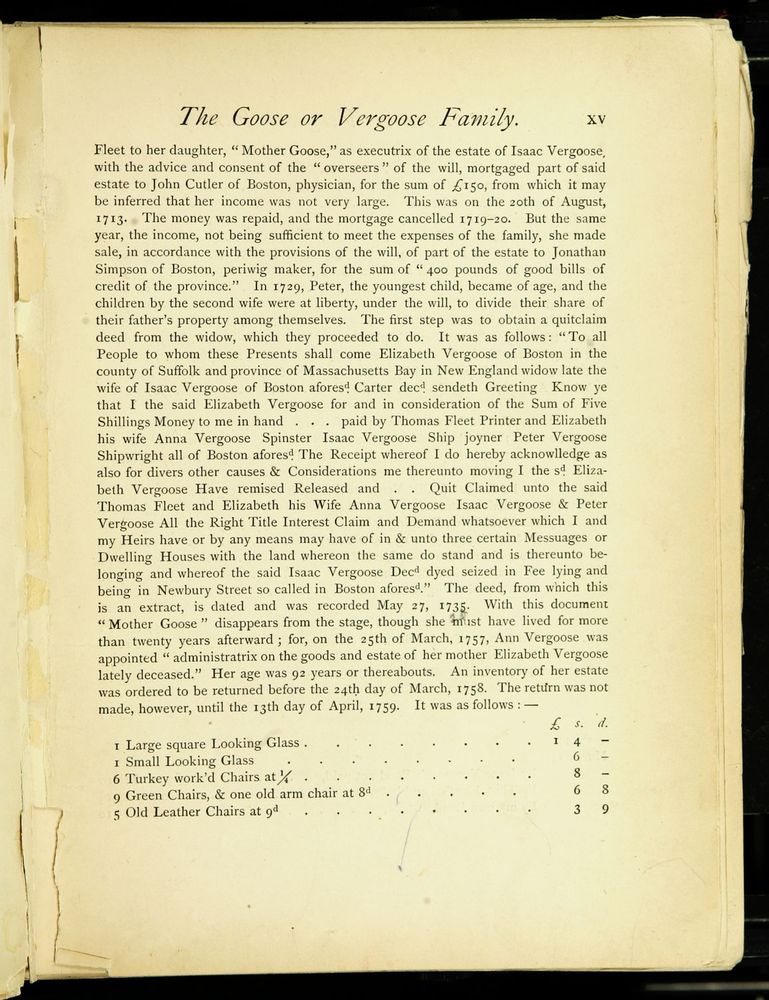 The Goose or Vergoose Family. xv
Fleet to her daughter, “ Mother Goose,” as executrix of the estate of Isaac Vergoose,
with the advice and consent of the “ overseers ” of the will, mortgaged part of said
estate to John Cutler of Boston, physician, for the sum of £150, from which it may
be inferred that her income was not very large. This was on the 20th of August,
1713. The money was repaid, and the mortgage cancelled 1719–20. But the same
year, the income, not being sufficient to meet the expenses of the family, she made
sale, in accordance with the provisions of the will, of part of the estate to Jonathan
Simpson of Boston, periwig maker, for the sum of “ 400 pounds of good bills of
credit of the province.” In 1729, Peter, the youngest child, became of age, and the
children by the second wife were at liberty, under the will, to divide their share of
their father’s property among themselves. The first step was to obtain a quitclaim
deed from the widow, which they proceeded to do. It was as follows: “To all
People to whom these Presents shall come Elizabeth Vergoose of Boston in the
county of Suffolk and province of Massachusetts Bay in New England widow late the
wife of Isaac Vergoose of Boston aforesᵈ Carter decᵈ sendeth Greeting Know ye
that I the said Elizabeth Vergoose for and in consideration of the Sum of Five
Shillings Money to me in hand . . . paid by Thomas Fleet Printer and Elizabeth
his wife Anna Vergoose Spinster Isaac Vergoose Ship joyner Peter Vergoose
Shipwright all of Boston aforesᵈ The Receipt whereof I do hereby acknowlledge as
also for divers other causes & Considerations me thereunto moving I the sᵈ Eliza-
beth Vergoose Have remised Released and . . Quit Claimed unto the said
Thomas Fleet and Elizabeth his Wife Anna Vergoose Isaac Vergoose & Peter
Vergoose All the Right Title Interest Claim and Demand whatsoever which I and
my Heirs have or by any means may have of in & unto three certain Messuages or
Dwelling Houses with the land whereon the same do stand and is thereunto be-
longing and whereof the said Isaac Vergoose Decᵈ dyed seized in Fee lying and
being in Newbury Street so called in Boston aforesᵈ.” The deed, from which this
is an extract, is dated and was recorded May 27, 1735. With this document
“ Mother Goose ” disappears from the stage, though she must have lived for more
than twenty years afterward ; for, on the 25th of March, 1757, Ann Vergoose was
appointed “ administratrix on the goods and estate of her mother Elizabeth Vergoose
lately deceased.” Her age was 92 years or thereabouts. An inventory of her estate
was ordered to be returned before the 24th day of March, 1758. The return was not
made, however, until the 13th day of April, 1759. It was as follows : —
£ s. d.
1 Large square Looking Glass . . . . . . . . . 1 4 –
1 Small Looking Glass . . . . . . . . 6 –
6 Turkey work’d Chairs at ¼ . . . . . . . . 8 –
9 Green Chairs, & one old arm chair at 8ᵈ . . . . . 6 8
5 Old Leather Chairs at 9ᵈ . . . . . . . . 3 9